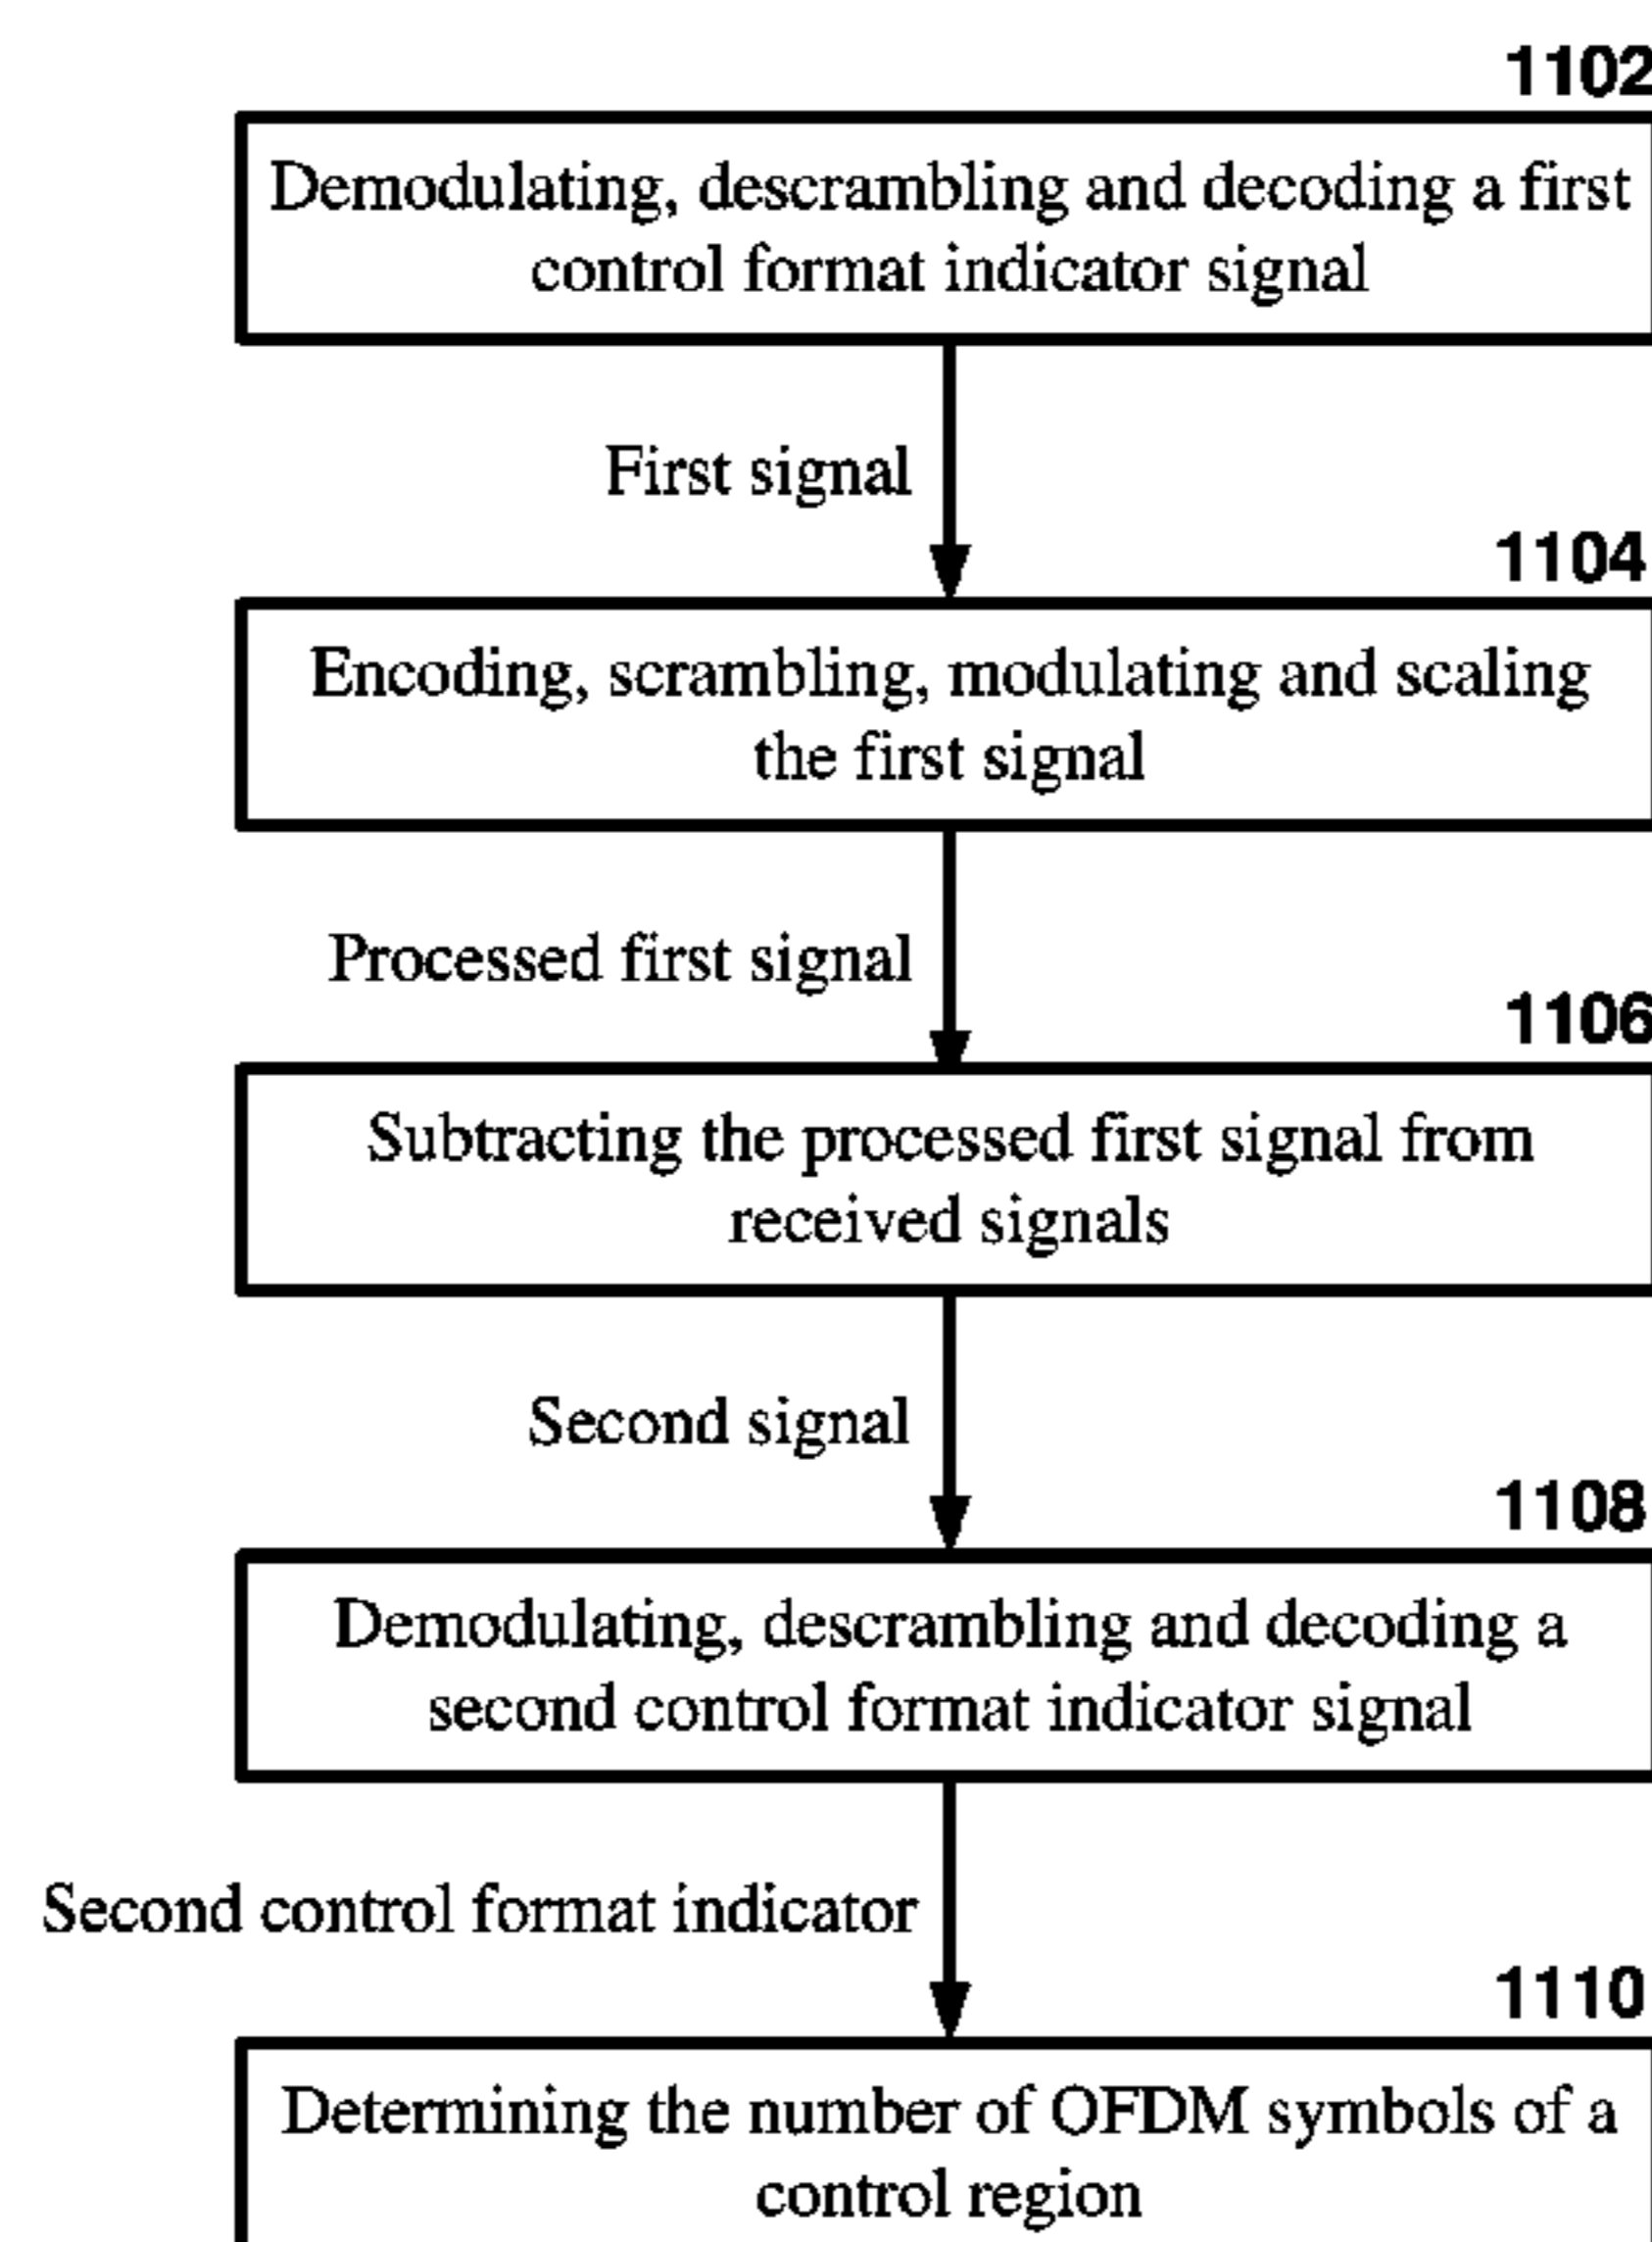 1102
Demodulating, descrambling and decoding a first
control format indicator signal
First signal
1104
Encoding, scrambling, modulating and scaling
the first signal
Processed first signal
1106
Subtracting the processed first signal from
received signals
Second signal
1108
Demodulating, descrambling and decoding a
second control format indicator signal
Second control format indicator
1110
Determining the number of OFDM symbols of a
control region